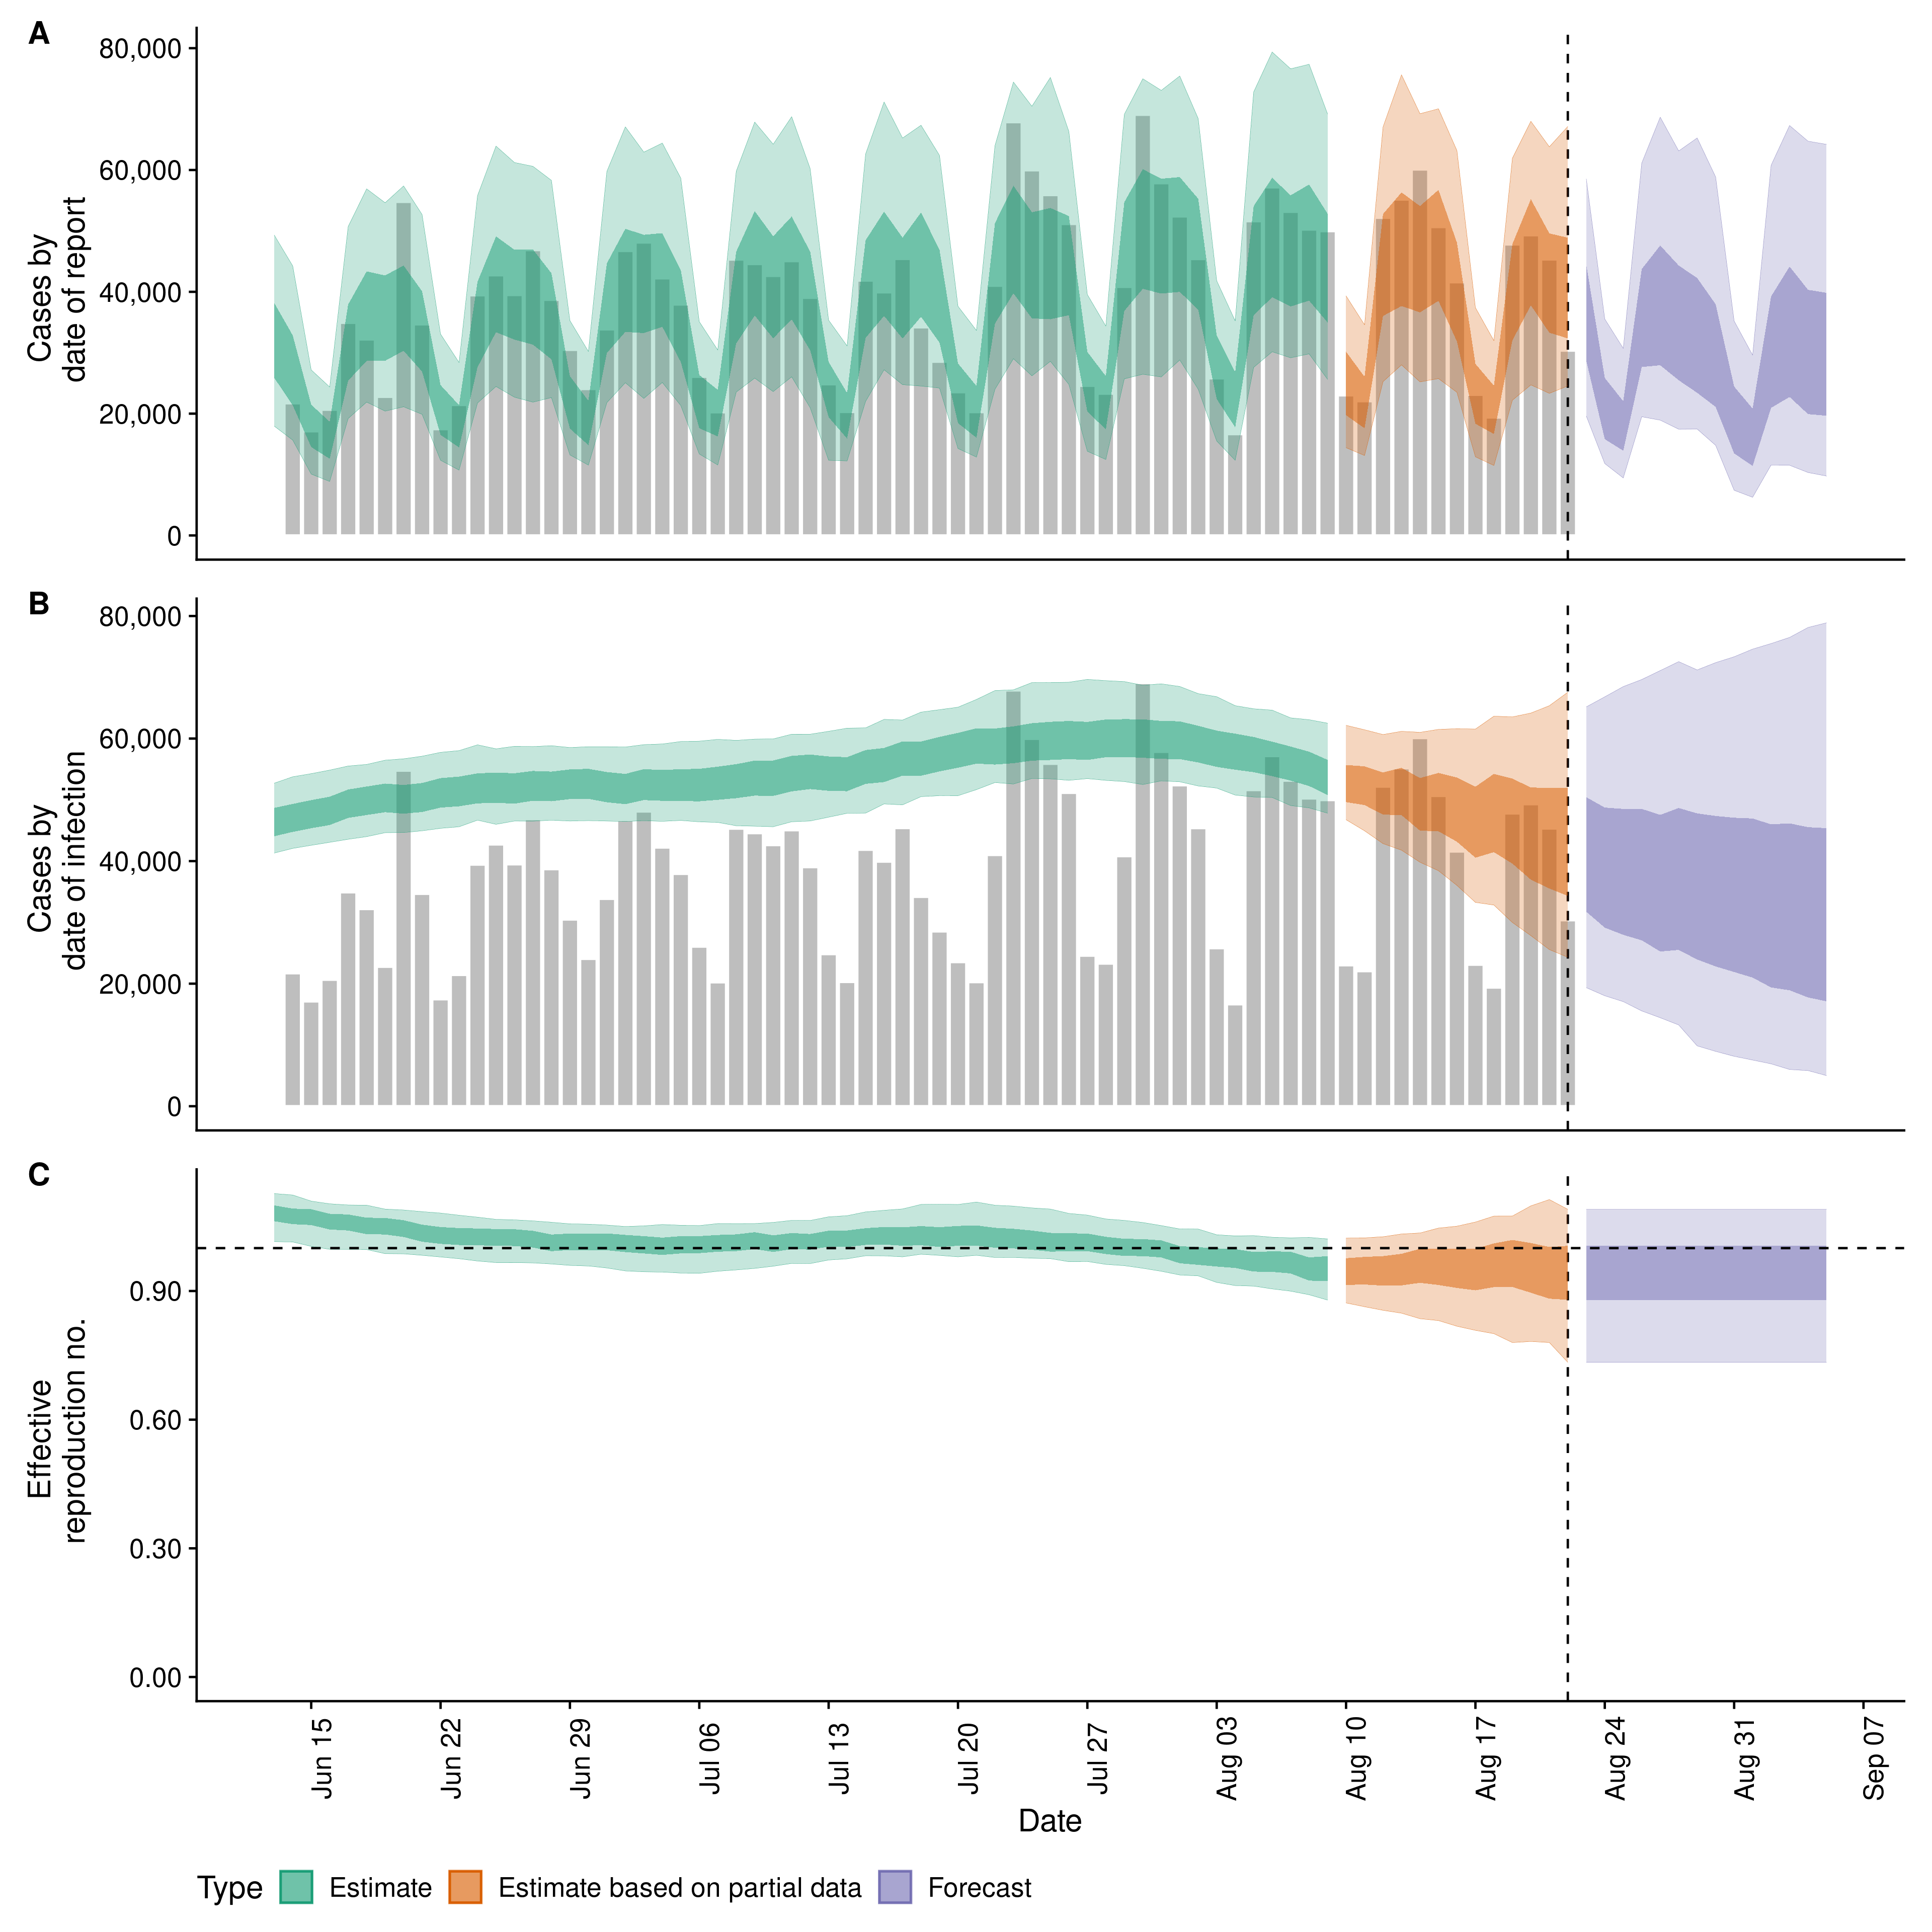 A
80,000
60,000
40,000
20,000
0
Cases by
date of report
B
80,000
60,000
40,000
20,000
0
Cases by
date of infection
C
0.90
0.60
0.30
0.00
Effective
reproduction no.
Jun 15
Jun 22
Jun 29
Jul 06
Jul 13
Jul 20
Jul 27
Aug 03
Aug 10
Aug 17
Aug 24
Aug 31
Sep 07
Date
Type
Estimate
Estimate based on partial data
Forecast